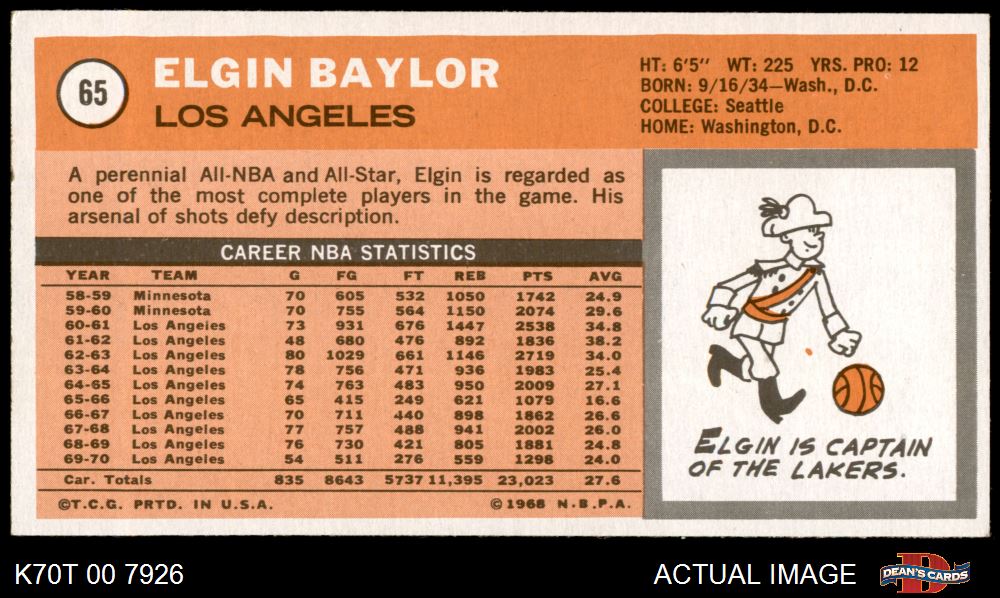 65
ELGIN BAYLOR
LOS ANGELES
HT: 6'5" WT: 225 YRS. PRO: 12
BORN: 9/16/34—Wash., D.C.
COLLEGE: Seattle
HOME: Washington, D.C.
A perennial All-NBA and All-Star, Elgin is regarded as
one of the most complete players in the game. His
arsenal of shots defy description.
CAREER NBA STATISTICS
YEAR TEAM G FG FT REB PTS AVG
58-59 Minnesota 70 605 532 1050 1742 24.9
59-60 Minnesota 70 755 564 1150 2074 29.6
60-61 Los Angeles 73 931 676 1447 2538 34.8
61-62 Los Angeles 48 680 476 892 1836 38.2
62-63 Los Angeles 80 1029 661 1146 2719 34.0
63-64 Los Angeles 78 756 471 936 1983 25.4
64-65 Los Angeles 74 763 483 950 2009 27.1
65-66 Los Angeles 65 415 249 621 1079 16.6
66-67 Los Angeles 70 711 440 898 1862 26.6
67-68 Los Angeles 77 757 488 941 2002 26.0
68-69 Los Angeles 76 730 421 805 1881 24.8
69-70 Los Angeles 54 511 276 559 1298 24.0
Car. Totals 835 8643 5737 11,395 23,023 27.6
©T.C.G. PRTD. IN U.S.A. ©1968 N.B.P.A.
ELGIN IS CAPTAIN
OF THE LAKERS.
K70T 00 7926
ACTUAL IMAGE
D
DEAN'S CARDS